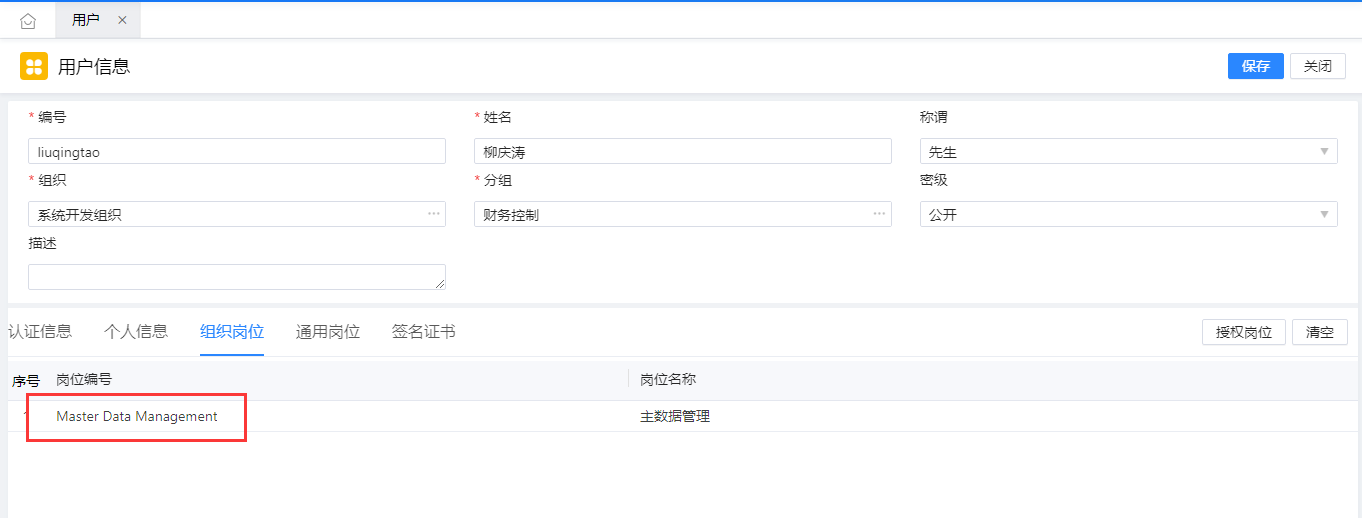 用户
用户信息
保存 关闭
* 编号 * 姓名 称谓
liuqingtao 柳庆涛 先生
* 组织 * 分组 密级
系统开发组织 财务控制 公开
描述
认证信息 个人信息 组织岗位 通用岗位 签名证书 授权岗位 清空
序号 岗位编号 岗位名称
Master Data Management 主数据管理